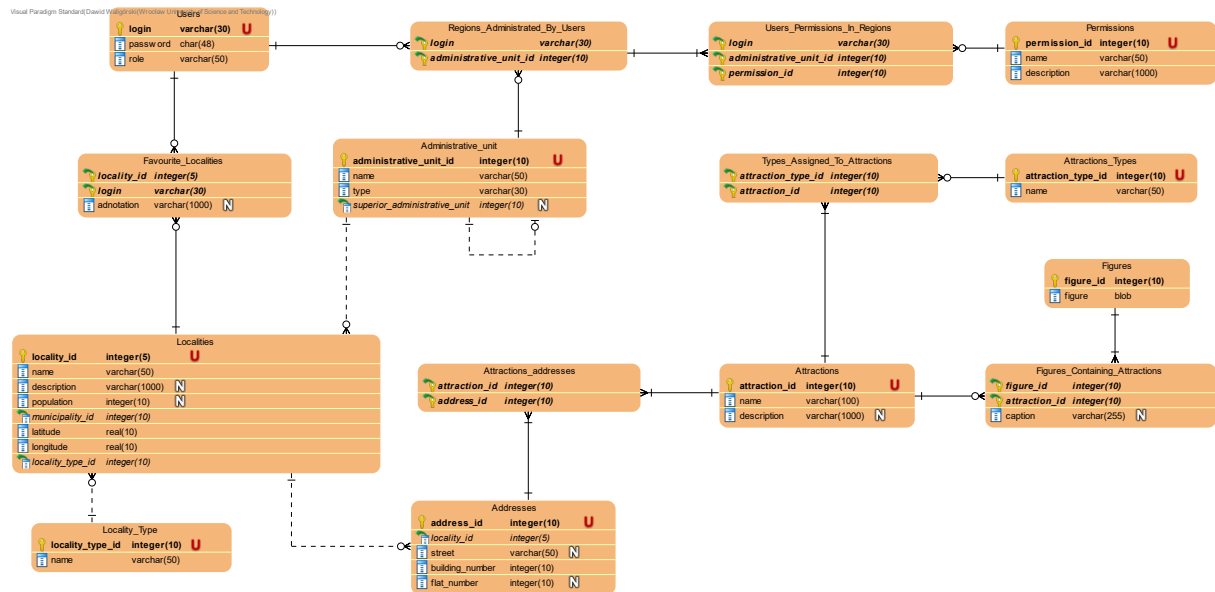 Visual Paradigm Standard(Dawid Waligórski(Wrocław University of Science and Technology))
Users
login varchar(30) U
password char(48)
role varchar(50)
Regions_Administrated_By_Users
login varchar(30)
administrative_unit_id integer(10)
Users_Permissions_In_Regions
login varchar(30)
administrative_unit_id integer(10)
permission_id integer(10)
Permissions
permission_id integer(10) U
name varchar(50)
description varchar(1000)
Favourite_Localities
locality_id integer(5)
login varchar(30)
adnotation varchar(1000) N
Administrative_unit
administrative_unit_id integer(10) U
name varchar(50)
type varchar(30)
superior_administrative_unit integer(10) N
Types_Assigned_To_Attractions
attraction_type_id integer(10)
attraction_id integer(10)
Attractions_Types
attraction_type_id integer(10) U
name varchar(50)
Figures
figure_id integer(10)
figure blob
Localities
locality_id integer(5) U
name varchar(50)
description varchar(1000) N
population integer(10) N
municipality_id integer(10)
latitude real(10)
longitude real(10)
locality_type_id integer(10)
Attractions_addresses
attraction_id integer(10)
address_id integer(10)
Attractions
attraction_id integer(10) U
name varchar(100)
description varchar(1000) N
Figures_Containing_Attractions
figure_id integer(10)
attraction_id integer(10)
caption varchar(255) N
Locality_Type
locality_type_id integer(10) U
name varchar(50)
Addresses
address_id integer(10) U
locality_id integer(5)
street varchar(50) N
building_number integer(10)
flat_number integer(10) N